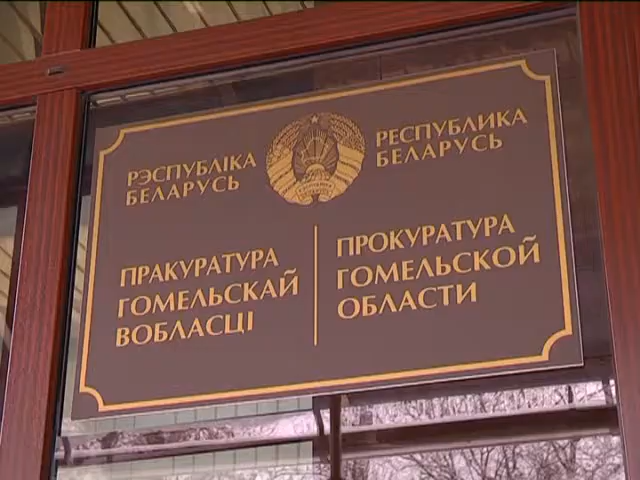 РЭСПУБЛІКА
БЕЛАРУСЬ
РЕСПУБЛИКА
БЕЛАРУСЬ
ПРАКУРАТУРА
ГОМЕЛЬСКАЙ
ВОБЛАСЦІ
ПРОКУРАТУРА
ГОМЕЛЬСКОЙ
ОБЛАСТИ